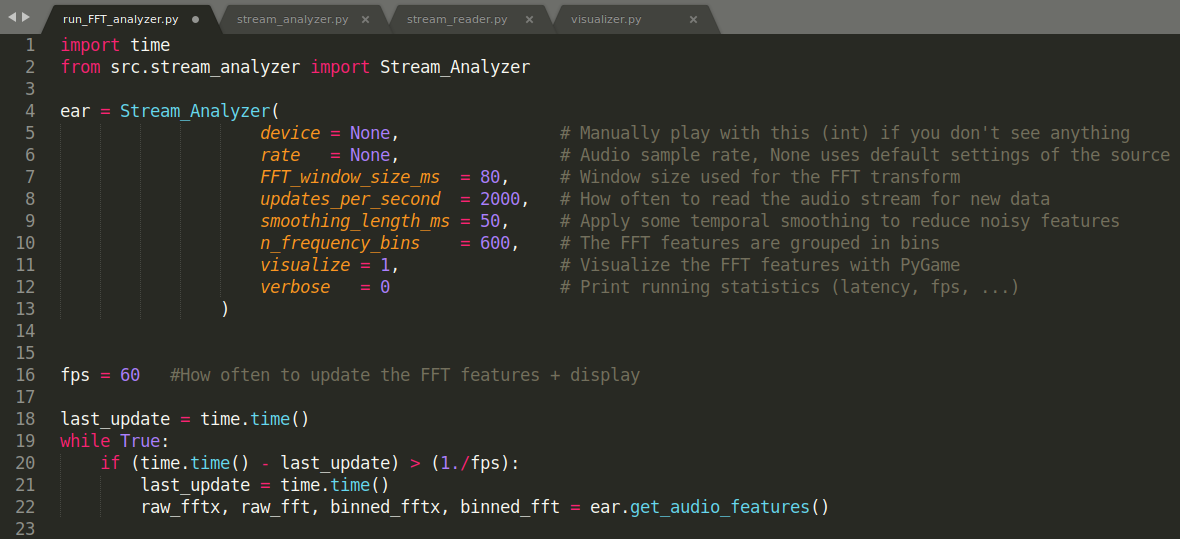 run_FFT_analyzer.py stream_analyzer.py × stream_reader.py × visualizer.py ×
1 import time
2 from src.stream_analyzer import Stream_Analyzer
3
4 ear = Stream_Analyzer(
5 device = None, # Manually play with this (int) if you don't see anything
6 rate = None, # Audio sample rate, None uses default settings of the source
7 FFT_window_size_ms = 80, # Window size used for the FFT transform
8 updates_per_second = 2000, # How often to read the audio stream for new data
9 smoothing_length_ms = 50, # Apply some temporal smoothing to reduce noisy features
10 n_frequency_bins = 600, # The FFT features are grouped in bins
11 visualize = 1, # Visualize the FFT features with PyGame
12 verbose = 0 # Print running statistics (latency, fps, ...)
13 )
14
15
16 fps = 60 #How often to update the FFT features + display
17
18 last_update = time.time()
19 while True:
20 if (time.time() - last_update) > (1./fps):
21 last_update = time.time()
22 raw_fftx, raw_fft, binned_fftx, binned_fft = ear.get_audio_features()
23